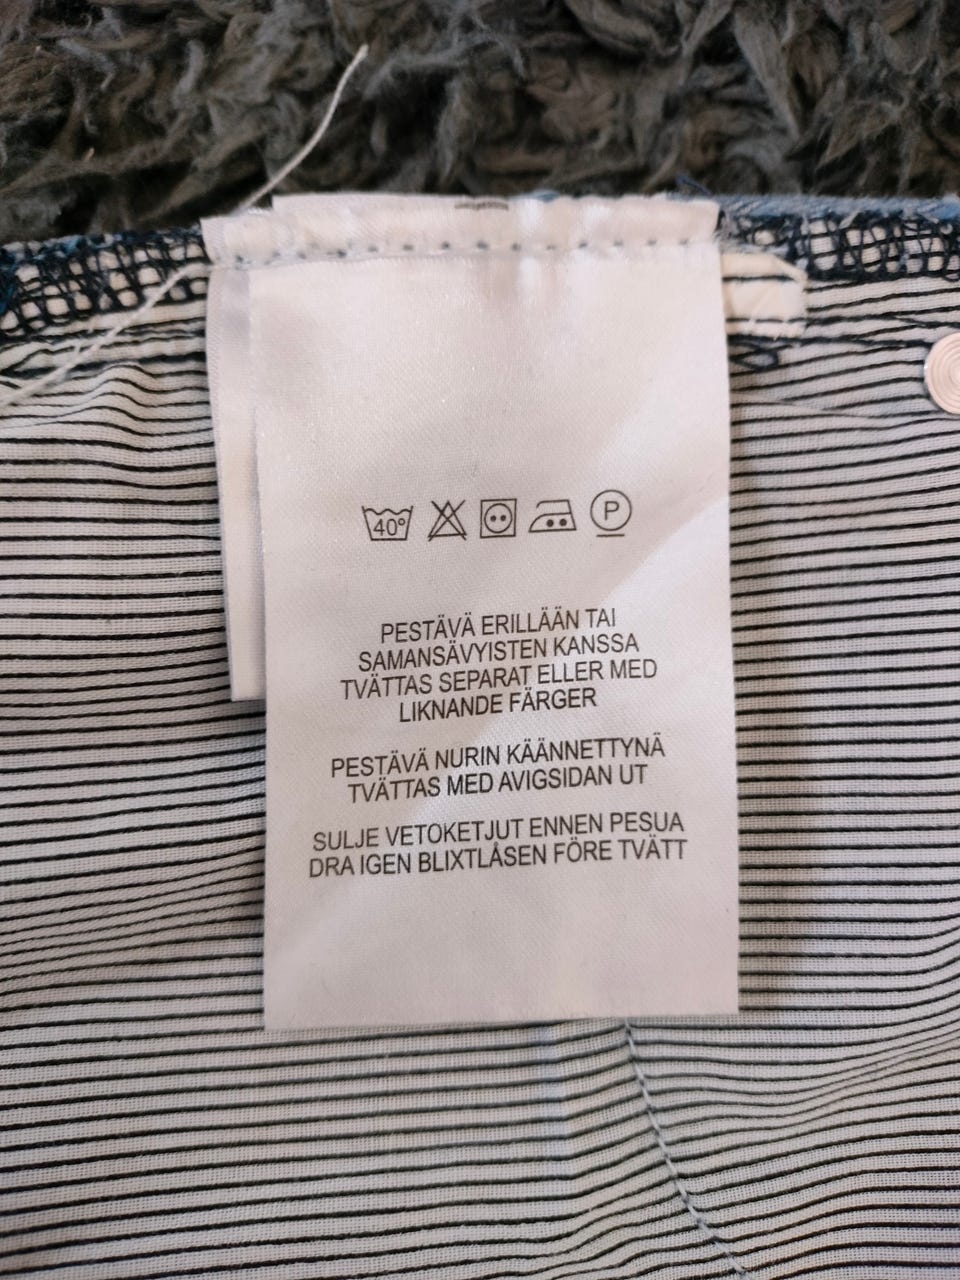 40°
P
PESTÄVÄ ERILLÄÄN TAI
SAMANSÄVYISTEN KANSSA
TVÄTTAS SEPARAT ELLER MED
LIKNANDE FÄRGER
PESTÄVÄ NURIN KÄÄNNETTYNÄ
TVÄTTAS MED AVIGSIDAN UT
SULJE VETOKETJUT ENNEN PESUA
DRA IGEN BLIXTLÅSEN FÖRE TVÄTT